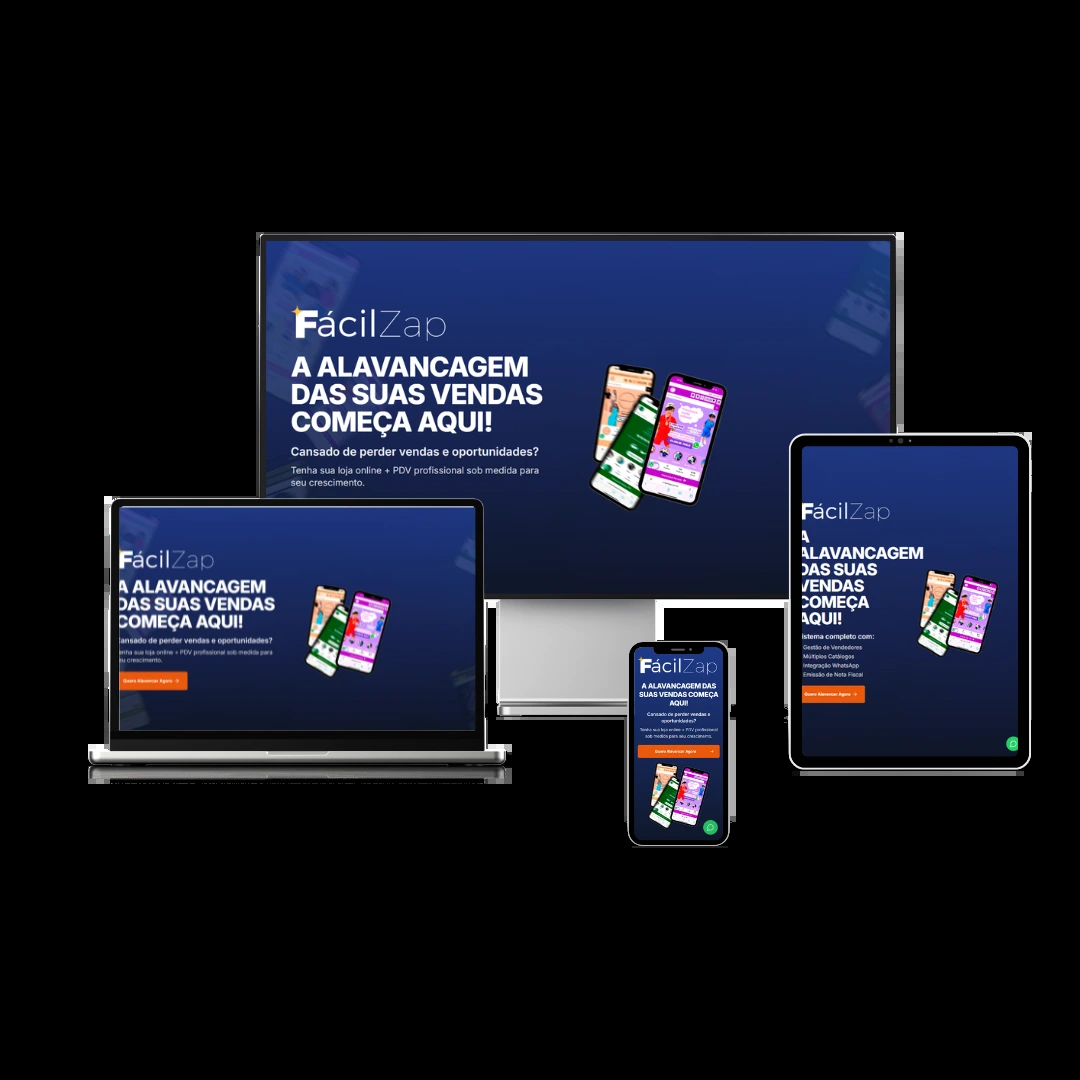 FácilZap
A ALAVANCAGEM
DAS SUAS VENDAS
COMEÇA AQUI!
Cansado de perder vendas e oportunidades?
Tenha sua loja online + PDV profissional sob medida para
seu crescimento.
FácilZap
A ALAVANCAGEM
DAS SUAS VENDAS
COMEÇA AQUI!
Cansado de perder vendas e oportunidades?
enha sua loja online + PDV profissional sob medida para
eu crescimento.
Quero Alavancar Agora →
FácilZap
A ALAVANCAGEM DAS
SUAS VENDAS COMEÇA
AQUI!
Cansado de perder vendas e
oportunidades?
Tenha sua loja online + PDV profissional
sob medida para seu crescimento.
Quero Alavancar Agora →
FácilZap
A
ALAVANCAGEM
DAS SUAS
VENDAS
COMEÇA
AQUI!
istema completo com:
Gestão de Vendedores
Múltiplos Catálogos
Integração WhatsApp
Emissão de Nota Fiscal
Quero Alavancar Agora →